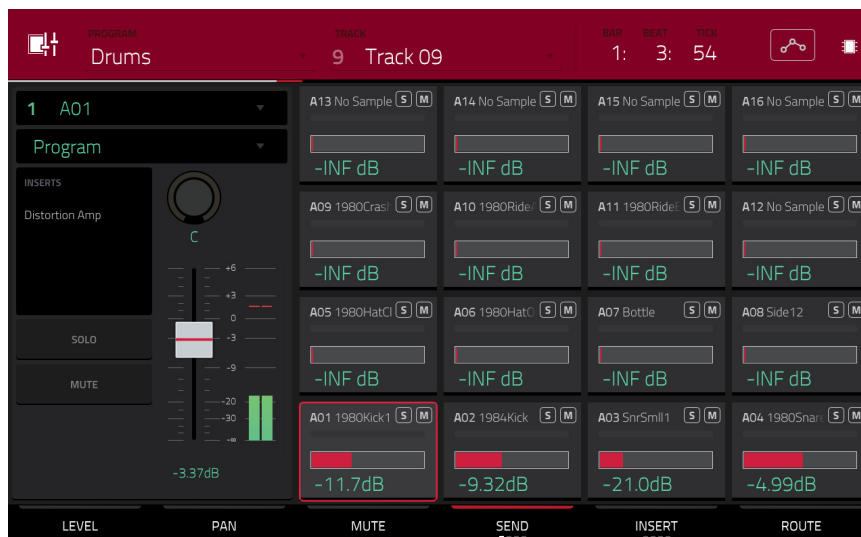 PROGRAM
Drums
TRACK
9 Track 09
BAR BEAT TICK
1: 3: 54
1 A01
Program
INSERTS
Distortion Amp
C
+6
+3
0
-3
-9
-20
-30
-∞
-3.37dB
SOLO
MUTE
A13 No Sample S M
-INF dB
A14 No Sample S M
-INF dB
A15 No Sample S M
-INF dB
A16 No Sample S M
-INF dB
A09 1980Crash S M
-INF dB
A10 1980Ride S M
-INF dB
A11 1980Ride S M
-INF dB
A12 No Sample S M
-INF dB
A05 1980HatCl S M
-INF dB
A06 1980HatO S M
-INF dB
A07 Bottle S M
-INF dB
A08 Side12 S M
-INF dB
A01 1980Kick1 S M
-11.7dB
A02 1984Kick S M
-9.32dB
A03 SnrSmll1 S M
-21.0dB
A04 1980Snar S M
-4.99dB
LEVEL PAN MUTE SEND INSERT ROUTE